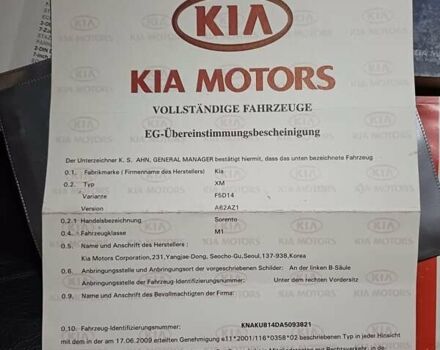 KIA
KIA MOTORS
VOLLSTÄNDIGE FAHRZEUGE
EG-Übereinstimmungsbescheinigung
Der Unterzeichner K. S. AHN, GENERAL MANAGER bestätigt hiermit, dass das unten bezeichnete Fahrzeug
0.1. Fabrikmarke ( Firmenname des Herstellers) Kia
0.2. Typ XM
Variante F5D14
Version A62AZ1
0.2.1 Handelsbezeichnung Sorento
0.4. Fahrzeugklasse M1
0.5. Name und Anschrift des Herstellers :
Kia Motors Corporation, 231, Yangjae-Dong, Seocho-Gu, Seoul, 137-938, Korea
0.6. Anbringungsstelle und Anbringungsort der vorgeschriebenen Schilder: An der linken B-Säule
Anbringungsstelle der Fahrzeug-Identifizierungsnummer: Unter dem rechten Vordersitz
0.9. Name und Anschrift des Bevollmächtigten der Firma:
0.10. Fahrzeug-Identifizierungsnummer: KNAKU814DA5093821
mit dem in der am 17.06.2009 erteilten Genehmigung e11*2001/116*0358*02 beschriebenen Typ in jeder Hinsicht